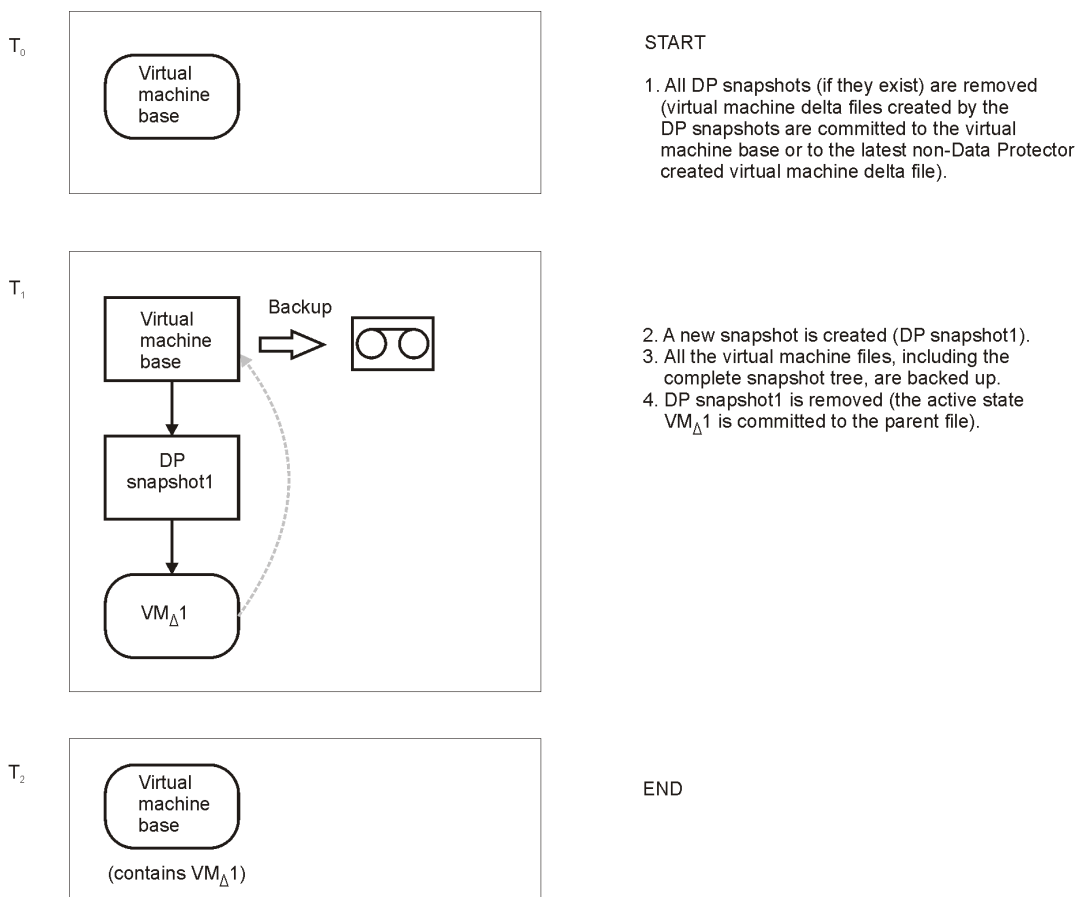 T₀
Virtual
machine
base
START
1. All DP snapshots (if they exist) are removed
(virtual machine delta files created by the
DP snapshots are committed to the virtual
machine base or to the latest non-Data Protector
created virtual machine delta file).
T₁
Virtual
machine
base
Backup
DP
snapshot1
VMΔ1
2. A new snapshot is created (DP snapshot1).
3. All the virtual machine files, including the
complete snapshot tree, are backed up.
4. DP snapshot1 is removed (the active state
VMΔ1 is committed to the parent file).
T₂
Virtual
machine
base
(contains VMΔ1)
END